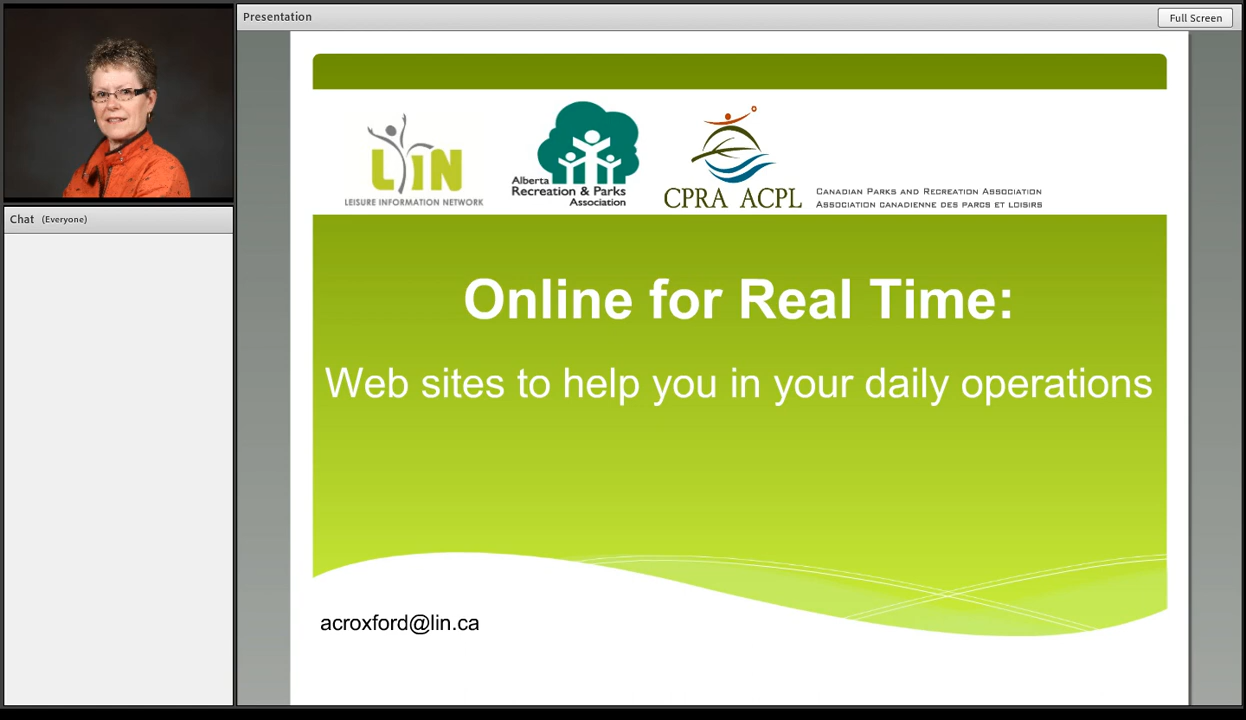 Presentation
Full Screen
Chat (Everyone)
LIN
LEISURE INFORMATION NETWORK
Alberta
Recreation & Parks
Association
CPRA ACPL
CANADIAN PARKS AND RECREATION ASSOCIATION
ASSOCIATION CANADIENNE DES PARCS ET LOISIRS
Online for Real Time:
Web sites to help you in your daily operations
acroxford@lin.ca